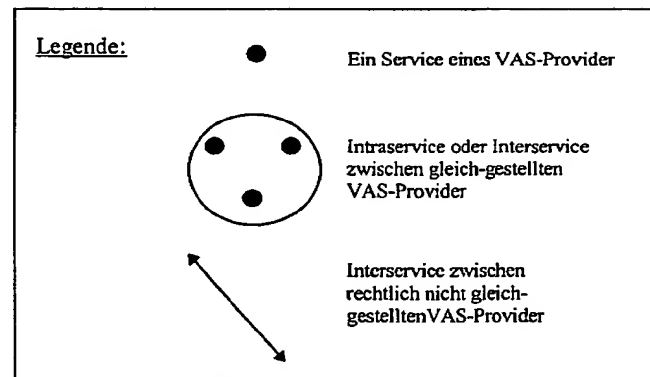 Legende:
Ein Service eines VAS-Provider
Intraservice oder Interservice
zwischen gleich-gestellten
VAS-Provider
Interservice zwischen
rechtlich nicht gleich-
gestelltenVAS-Provider